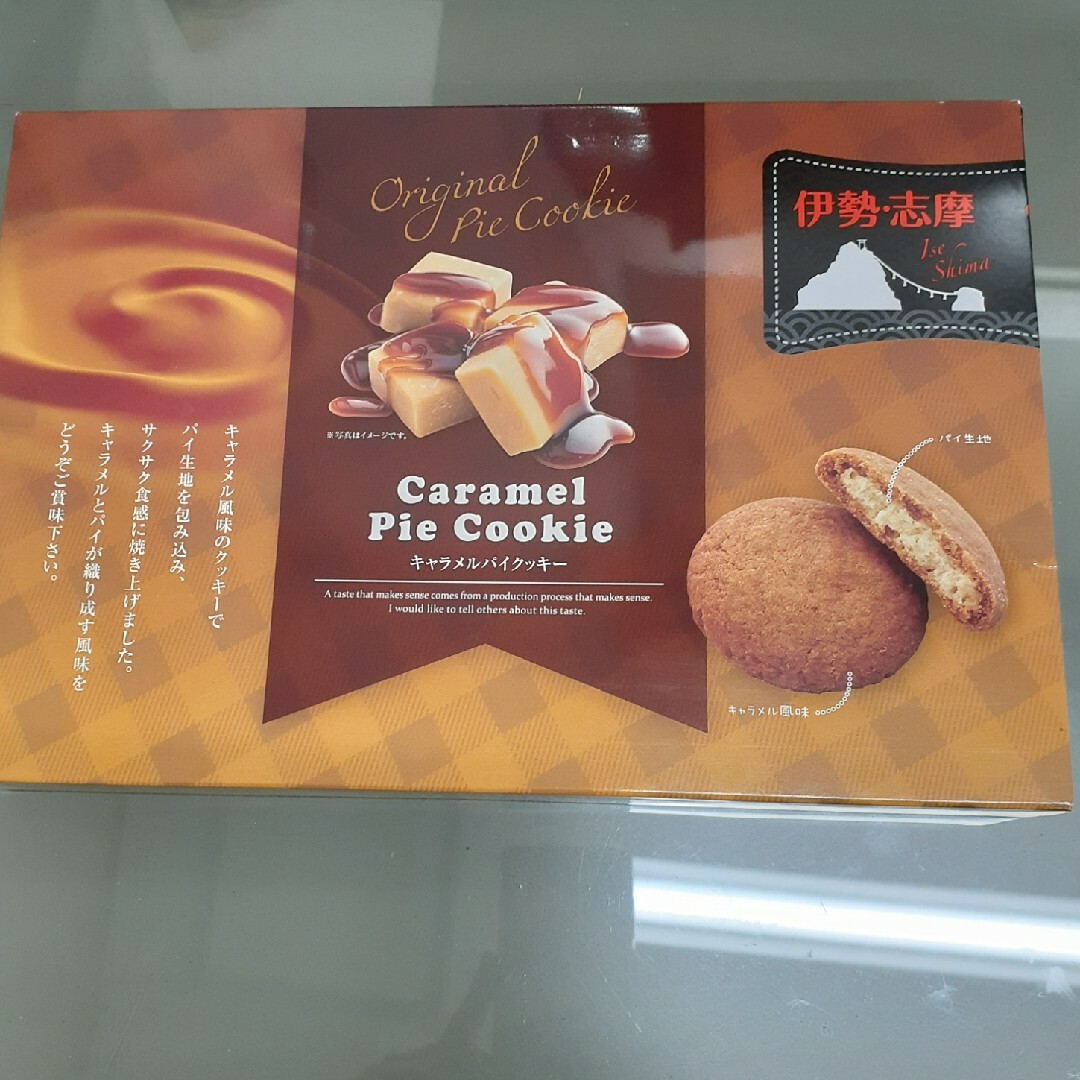 Original
Pie Cookie
伊勢・志摩
Ise
Shima
※写真はイメージです。
Caramel
Pie Cookie
キャラメルパイクッキー
A taste that makes sense comes from a production process that makes sense.
I would like to tell others about this taste.
キャラメル風味のクッキーで
パイ生地を包み込み、
サクサク食感に焼き上げました。
キャラメルとパイが織り成す風味を
どうぞご賞味下さい。
パイ生地
キャラメル風味